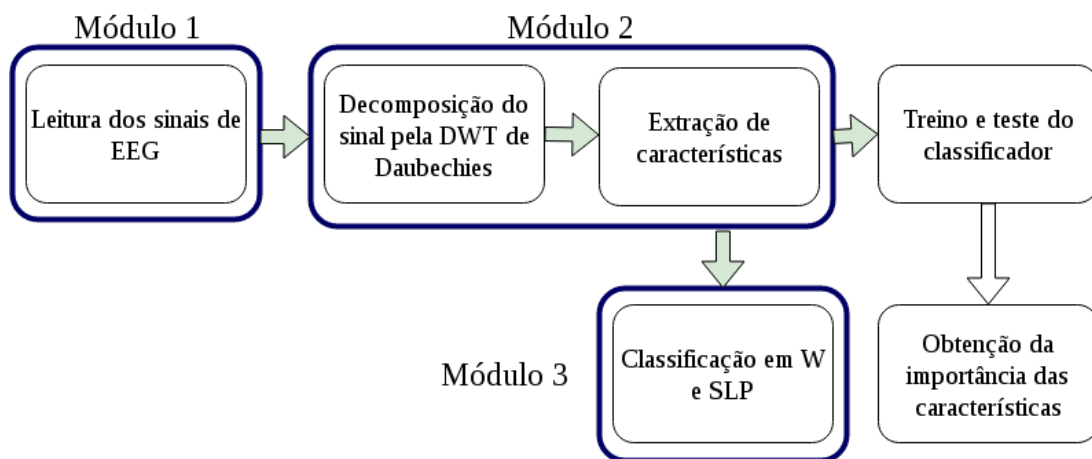 Módulo 1
Leitura dos sinais de
EEG
Módulo 2
Decomposição do
sinal pela DWT de
Daubechies
Extração de
características
Treino e teste do
classificador
Módulo 3
Classificação em W
e SLP
Obtenção da
importância das
características